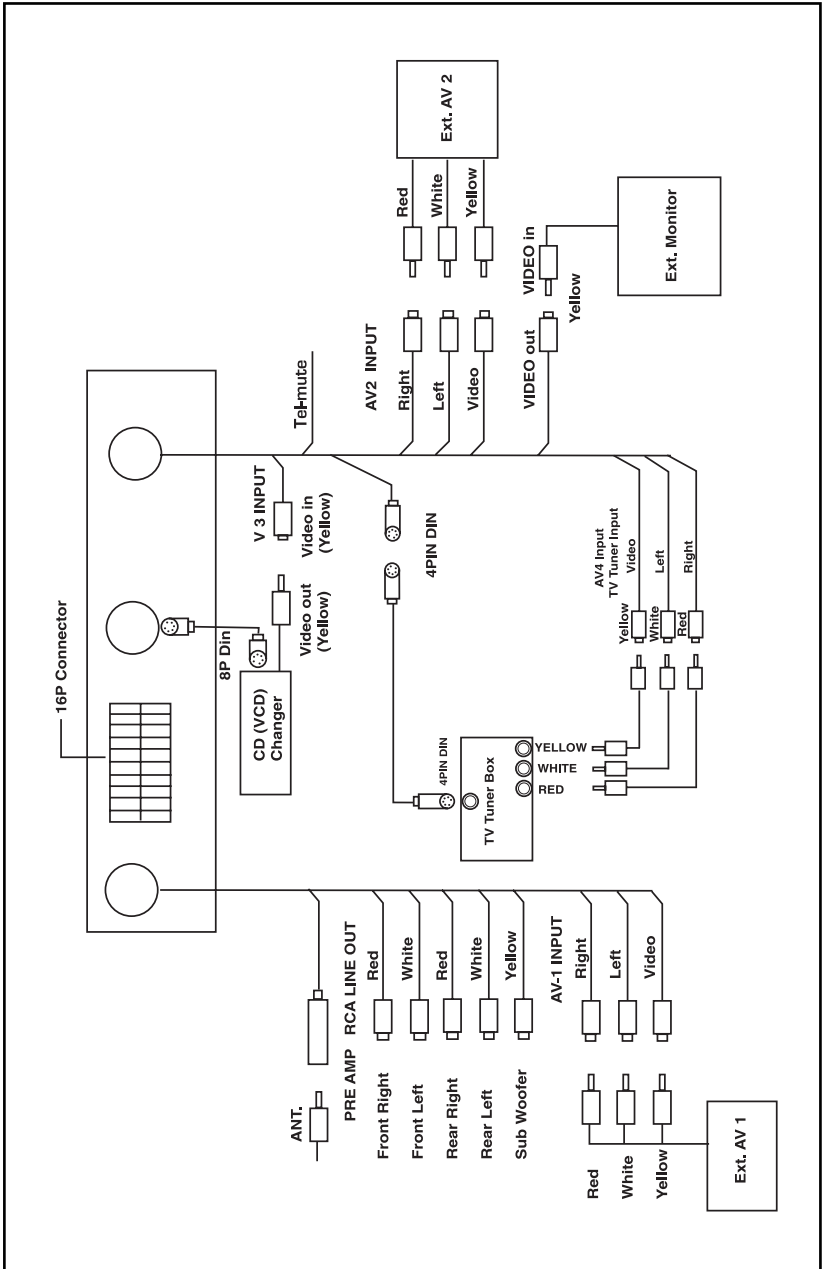 16P Connector
8P Din
CD (VCD)
Changer
V 3 INPUT
Video in
(Yellow)
Video out
(Yellow)
Tel-mute
4PIN DIN
AV2 INPUT
Right
Left
Video
Red
White
Yellow
Ext. AV 2
VIDEO out
VIDEO in
Yellow
Ext. Monitor
AV4 Input
TV Tuner Input
Video
Left
Right
Yellow
White
Red
4PIN DIN
TV Tuner Box
YELLOW
WHITE
RED
ANT.
PRE AMP RCA LINE OUT
Front Right
Red
Front Left
White
Rear Right
Red
Rear Left
White
Sub Woofer
Yellow
AV-1 INPUT
Right
Left
Video
Red
White
Yellow
Ext. AV 1